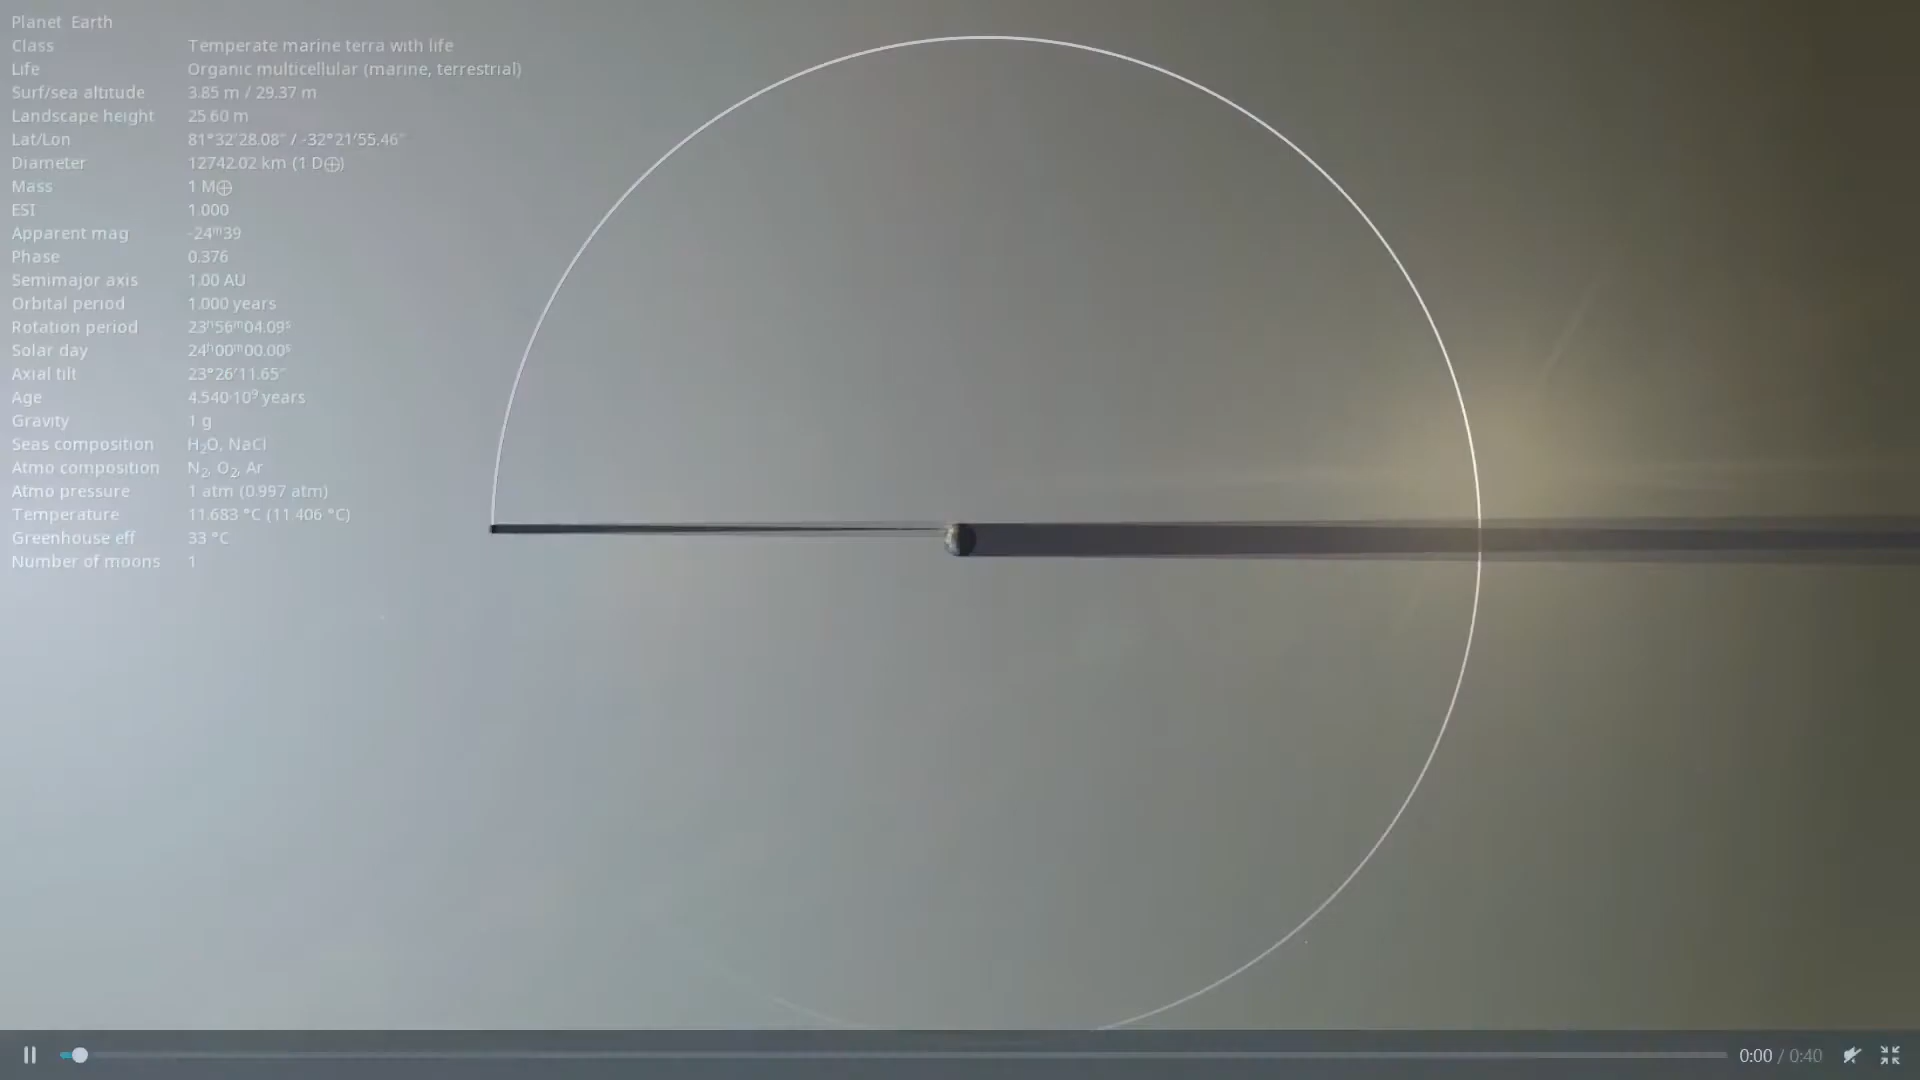 Planet Earth
Class Temperate marine terra with life
Life Organic multicellular (marine, terrestrial)
Surf/sea altitude 3.85 m / 29.37 m
Landscape height 25.60 m
Lat/Lon 81°32′28.08″ / -32°21′55.46″
Diameter 12742.02 km (1 D⊕)
Mass 1 M⊕
ESI 1.000
Apparent mag -24ᵐ39
Phase 0.376
Semimajor axis 1.00 AU
Orbital period 1.000 years
Rotation period 23ʰ56ᵐ04.09ˢ
Solar day 24ʰ00ᵐ00.00ˢ
Axial tilt 23°26′11.65″
Age 4.540·10⁹ years
Gravity 1 g
Seas composition H₂O, NaCl
Atmo composition N₂, O₂, Ar
Atmo pressure 1 atm (0.997 atm)
Temperature 11.683 °C (11.406 °C)
Greenhouse eff 33 °C
Number of moons 1
0:00 / 0:40